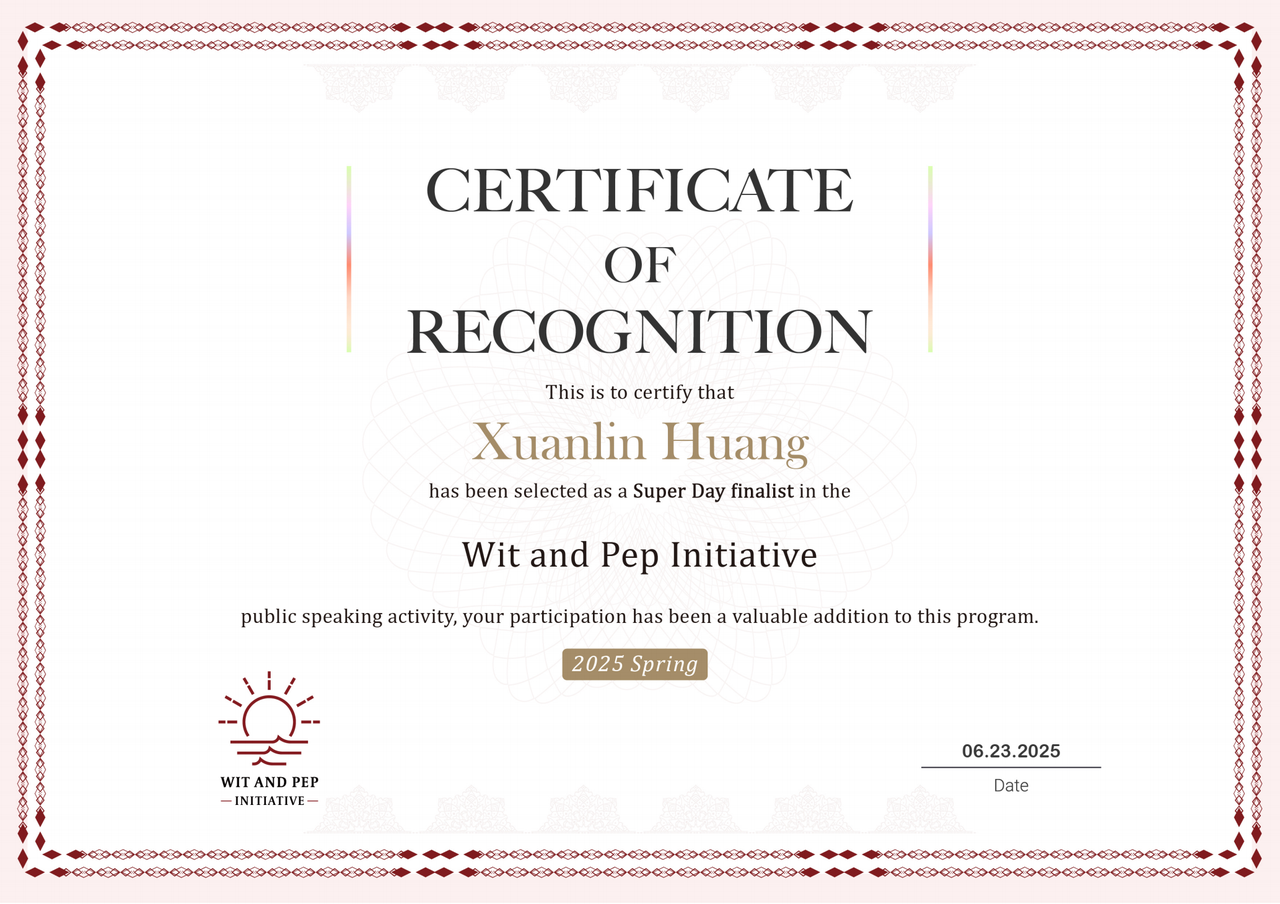 CERTIFICATE
OF
RECOGNITION
This is to certify that
Xuanlin Huang
has been selected as a Super Day finalist in the
Wit and Pep Initiative
public speaking activity, your participation has been a valuable addition to this program.
2025 Spring
WIT AND PEP
INITIATIVE
06.23.2025
Date